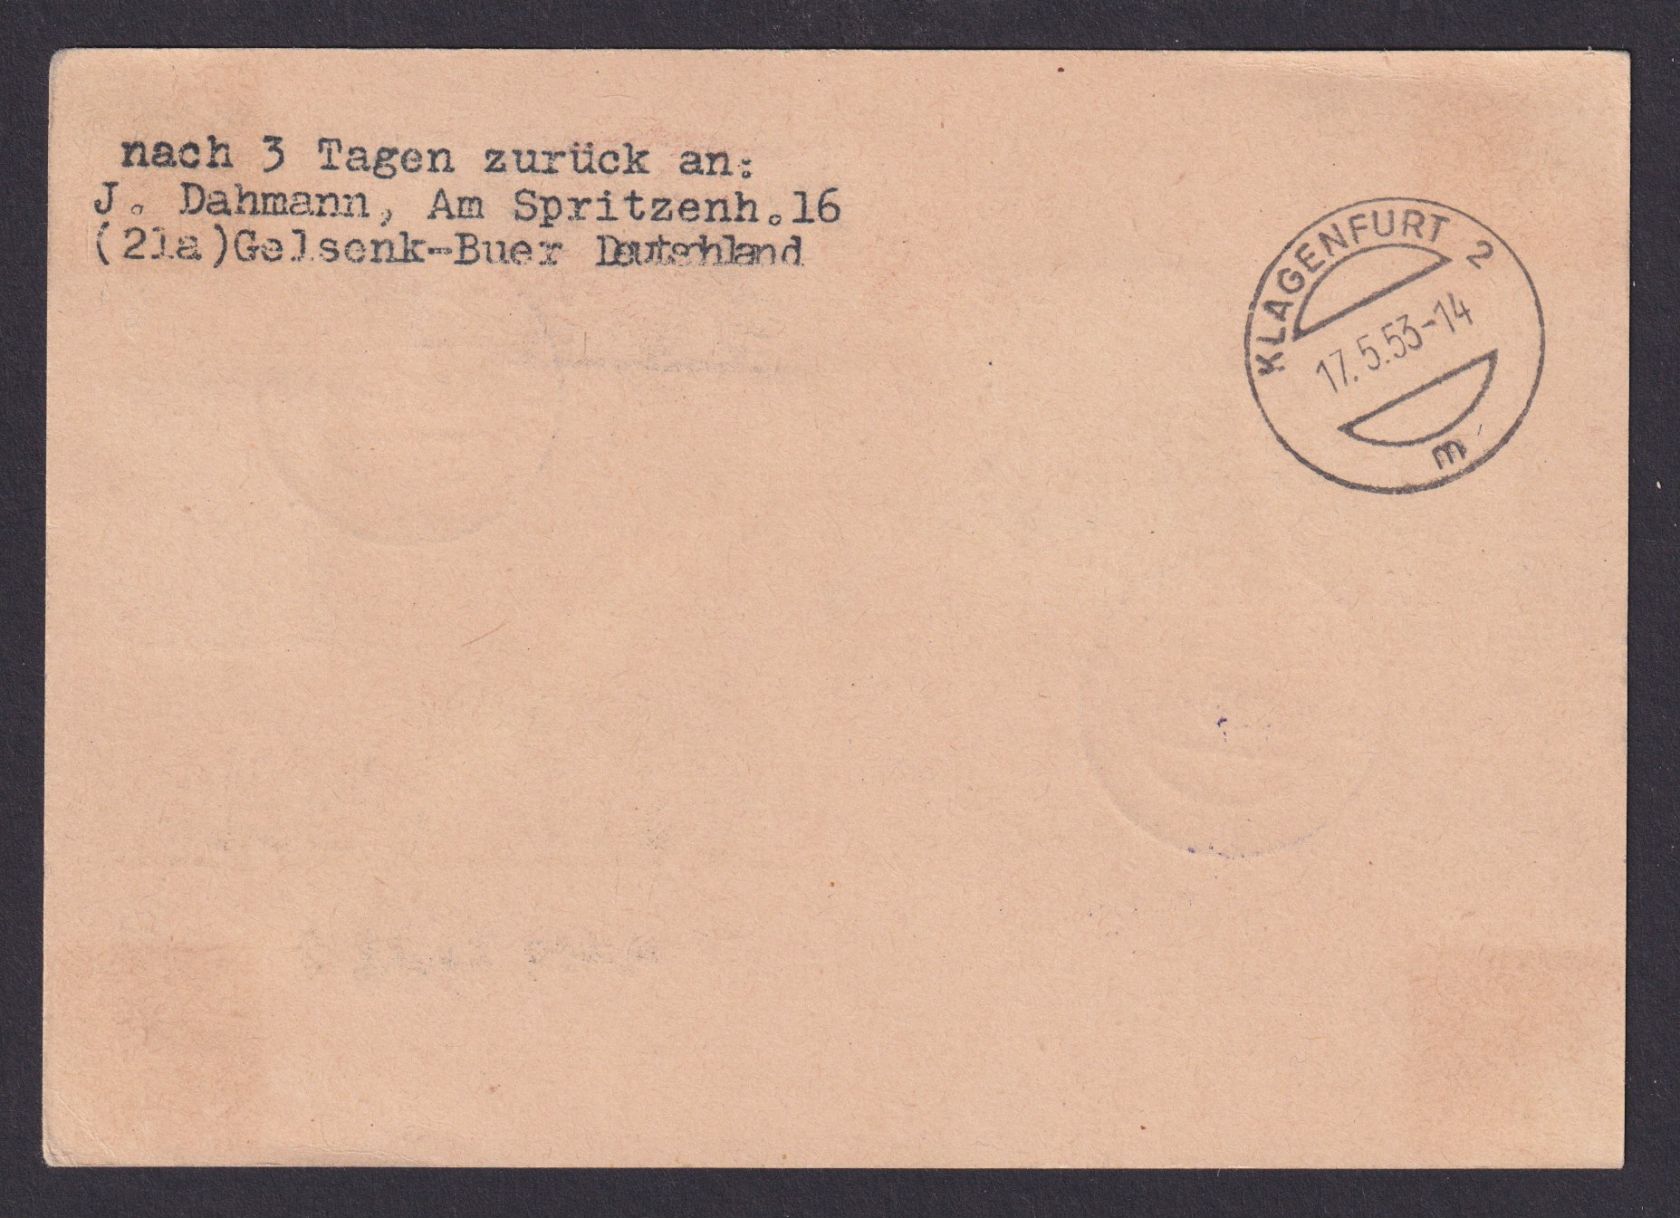 nach 3 Tagen zurück an:
J. Dahmann, Am Spritzenh.16
(21a)Gelsenk-Buer Deutschland
KLAGENFURT 2
17.5.53-14
m